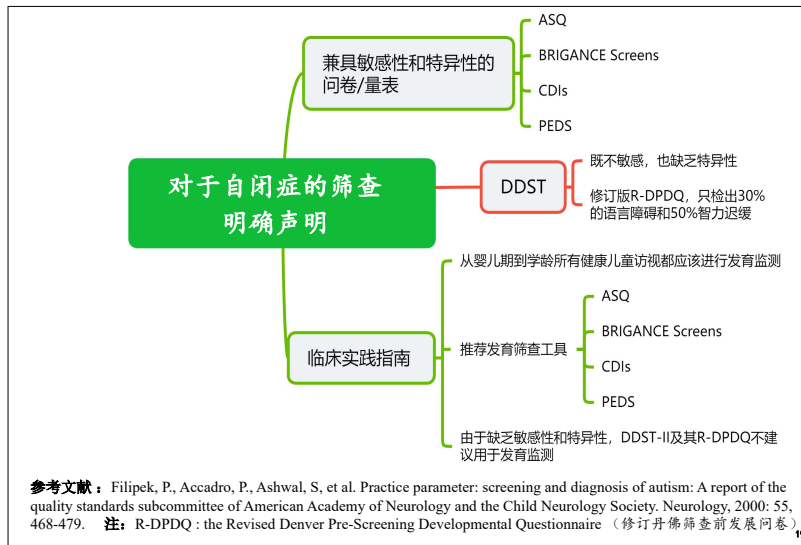 兼具敏感性和特异性的
问卷/量表
ASQ
BRIGANCE Screens
CDIs
PEDS
对于自闭症的筛查
明确声明
DDST
既不敏感，也缺乏特异性
修订版R-DPDQ，只检出30%
的语言障碍和50%智力迟缓
临床实践指南
从婴儿期到学龄所有健康儿童访视都应该进行发育监测
推荐发育筛查工具
ASQ
BRIGANCE Screens
CDIs
PEDS
由于缺乏敏感性和特异性，DDST-II及其R-DPDQ不建
议用于发育监测
参考文献： Filipek, P., Accadro, P., Ashwal, S, et al. Practice parameter: screening and diagnosis of autism: A report of the
quality standards subcommittee of American Academy of Neurology and the Child Neurology Society. Neurology, 2000: 55,
468-479. 注: R-DPDQ : the Revised Denver Pre-Screening Developmental Questionnaire （修订丹佛筛查前发展问卷）